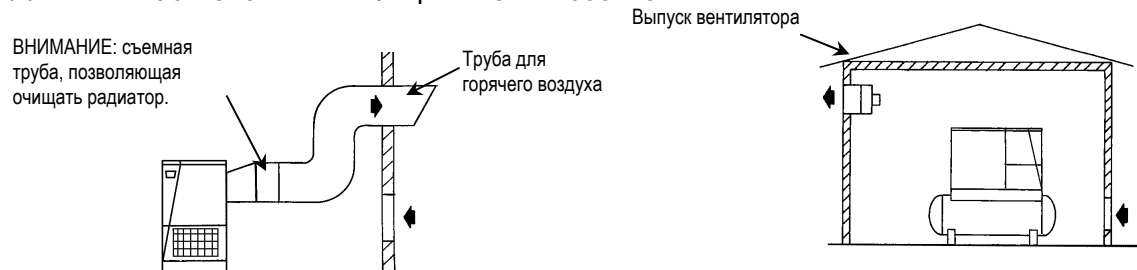 ВНИМАНИЕ: съемная
труба, позволяющая
очищать радиатор.
Труба для
горячего воздуха
Выпуск вентилятора